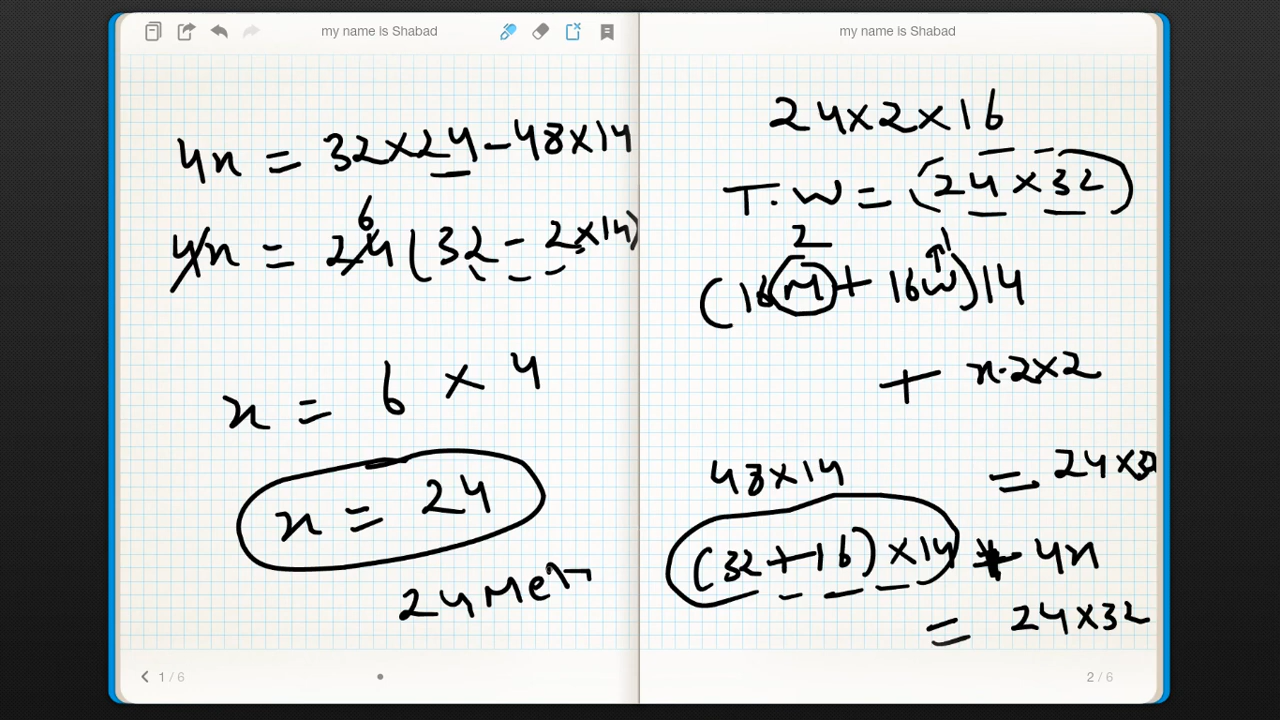 my name is Shabad
4n = 32×24-48×14
6
4n = 24(32-2×14)
n = 6 × 4
n = 24
24 Men
1 / 6
my name is Shabad
24×2×16
T.W = (24×32)
2 1
(16M+16W)14
+ n.2×2
48×14 = 24×32
(32+16)×14 + 4n
= 24×32
2 / 6